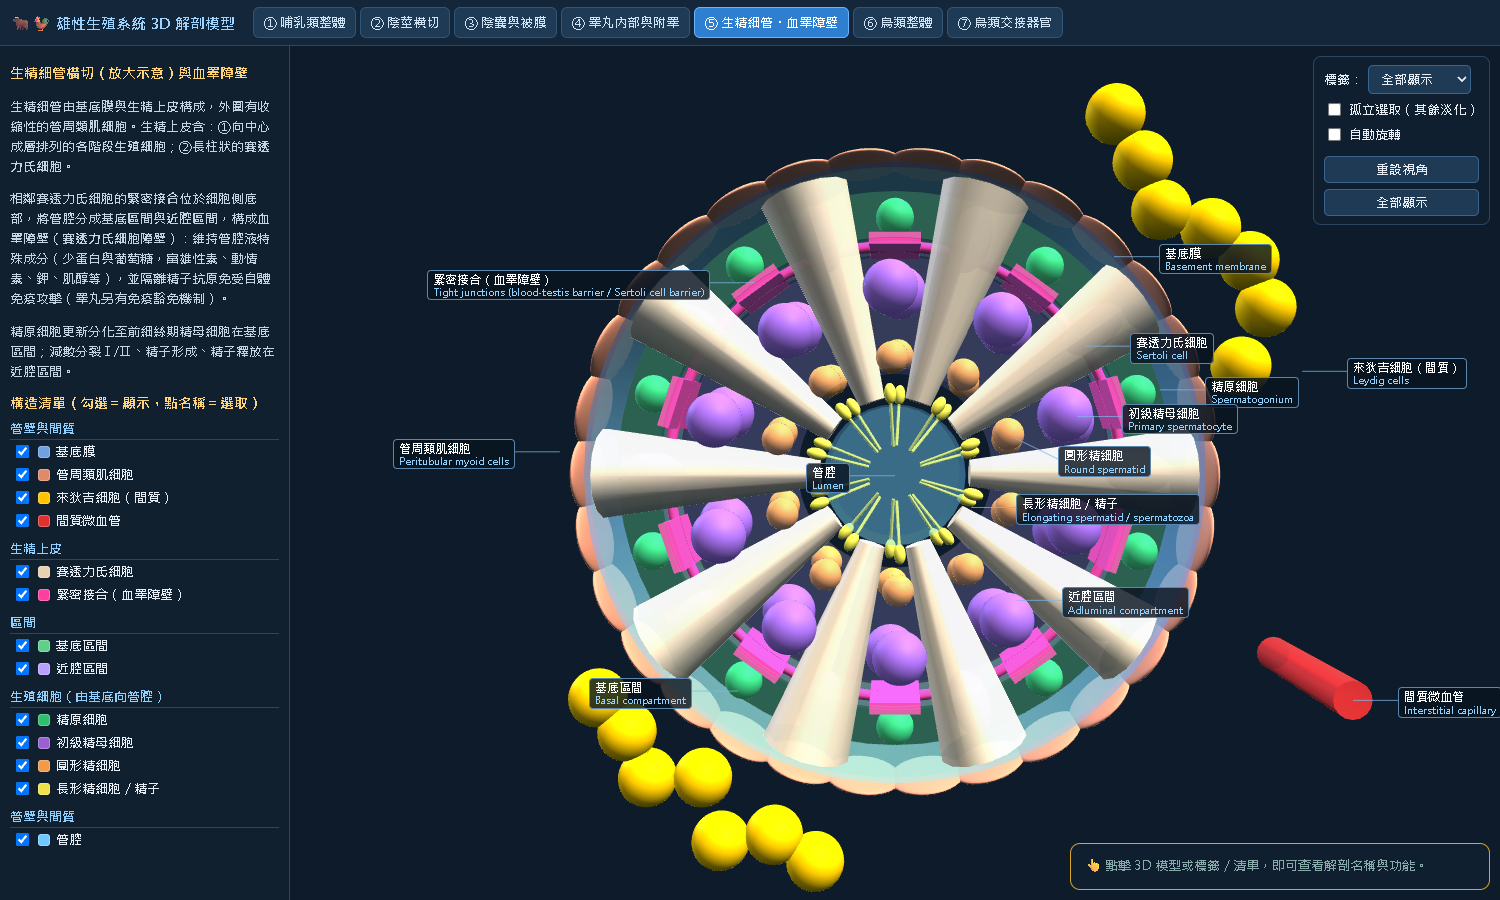 雄性生殖系統 3D 解剖模型
① 哺乳類整體
② 陰莖橫切
③ 陰囊與被膜
④ 睪丸內部與附睪
⑤ 生精細管・血睪障壁
⑥ 鳥類整體
⑦ 鳥類交接器官
生精細管橫切（放大示意）與血睪障壁
生精細管由基底膜與生精上皮構成，外圍有收
縮性的管周類肌細胞。生精上皮含：①向中心
成層排列的各階段生殖細胞；②長柱狀的賽透
力氏細胞。
相鄰賽透力氏細胞的緊密接合位於細胞側底
部，將管腔分成基底區間與近腔區間，構成血
睪障壁（賽透力氏細胞障壁）：維持管腔液特
殊成分（少蛋白與葡萄糖，富雄性素、動情
素、鉀、肌醇等），並隔離精子抗原免受自體
免疫攻擊（睪丸另有免疫豁免機制）。
精原細胞更新分化至前細絲期精母細胞在基底
區間；減數分裂 I/II、精子形成、精子釋放在
近腔區間。
構造清單（勾選＝顯示，點名稱＝選取）
管壁與間質
基底膜
管周類肌細胞
來狄吉細胞（間質）
間質微血管
生精上皮
賽透力氏細胞
緊密接合（血睪障壁）
區間
基底區間
近腔區間
生殖細胞（由基底向管腔）
精原細胞
初級精母細胞
圓形精細胞
長形精細胞 / 精子
管壁與間質
管腔
標籤：
全部顯示
孤立選取（其餘淡化）
自動旋轉
重設視角
全部顯示
基底膜
Basement membrane
緊密接合（血睪障壁）
Tight junctions (blood-testis barrier / Sertoli cell barrier)
賽透力氏細胞
Sertoli cell
來狄吉細胞（間質）
Leydig cells
精原細胞
Spermatogonium
初級精母細胞
Primary spermatocyte
管周類肌細胞
Peritubular myoid cells
圓形精細胞
Round spermatid
管腔
Lumen
長形精細胞 / 精子
Elongating spermatid / spermatozoa
近腔區間
Adluminal compartment
基底區間
Basal compartment
間質微血管
Interstitial capillary
點擊 3D 模型或標籤 / 清單，即可查看解剖名稱與功能。